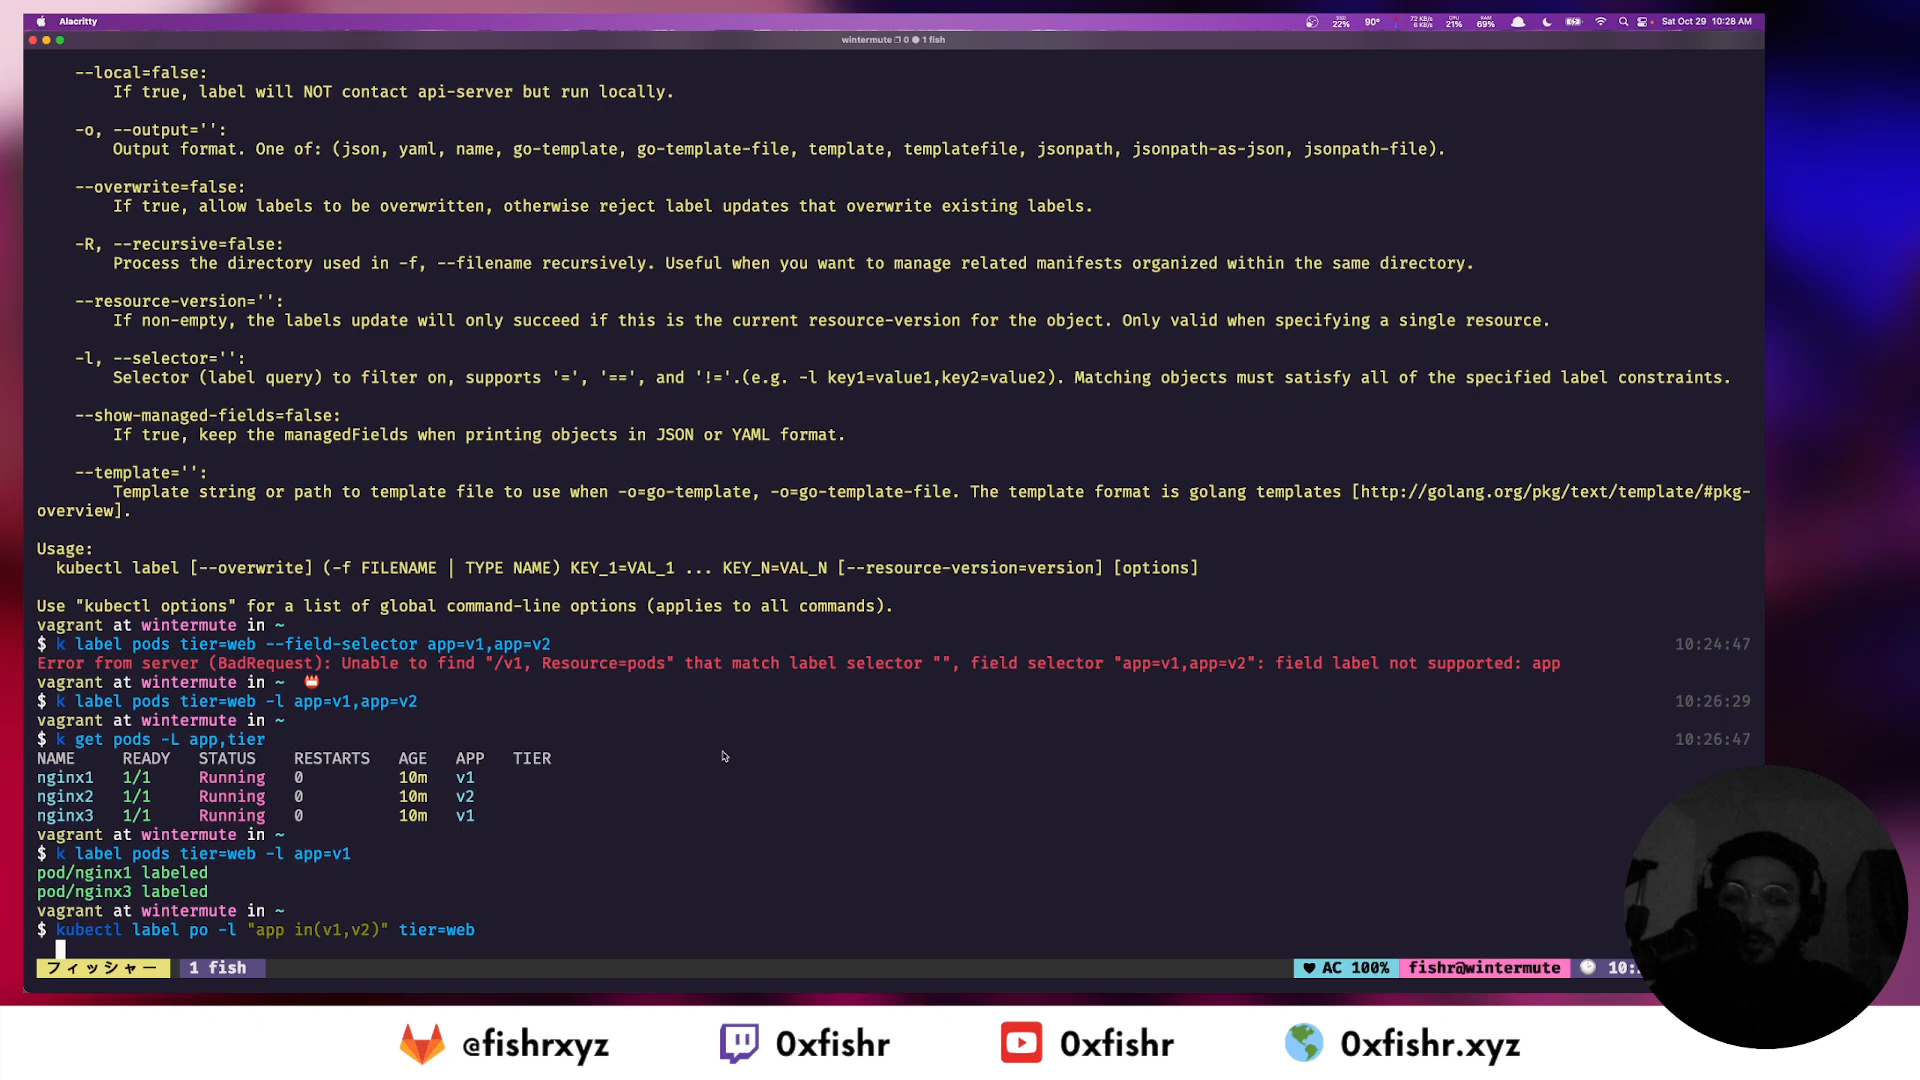 Alacritty
SSD 22% 90° 72 KB/s 6 KB/s CPU 21% RAM 69% Sat Oct 29 10:28 AM
wintermute 0 1 fish
--local=false:
If true, label will NOT contact api-server but run locally.
-o, --output='':
Output format. One of: (json, yaml, name, go-template, go-template-file, template, templatefile, jsonpath, jsonpath-as-json, jsonpath-file).
--overwrite=false:
If true, allow labels to be overwritten, otherwise reject label updates that overwrite existing labels.
-R, --recursive=false:
Process the directory used in -f, --filename recursively. Useful when you want to manage related manifests organized within the same directory.
--resource-version='':
If non-empty, the labels update will only succeed if this is the current resource-version for the object. Only valid when specifying a single resource.
-l, --selector='':
Selector (label query) to filter on, supports '=', '==', and '!='.(e.g. -l key1=value1,key2=value2). Matching objects must satisfy all of the specified label constraints.
--show-managed-fields=false:
If true, keep the managedFields when printing objects in JSON or YAML format.
--template='':
Template string or path to template file to use when -o=go-template, -o=go-template-file. The template format is golang templates [http://golang.org/pkg/text/template/#pkg-
overview].
Usage:
kubectl label [--overwrite] (-f FILENAME | TYPE NAME) KEY_1=VAL_1 ... KEY_N=VAL_N [--resource-version=version] [options]
Use "kubectl options" for a list of global command-line options (applies to all commands).
vagrant at wintermute in ~
$ k label pods tier=web --field-selector app=v1,app=v2 10:24:47
Error from server (BadRequest): Unable to find "/v1, Resource=pods" that match label selector "", field selector "app=v1,app=v2": field label not supported: app
vagrant at wintermute in ~
$ k label pods tier=web -l app=v1,app=v2 10:26:29
vagrant at wintermute in ~
$ k get pods -L app,tier 10:26:47
NAME READY STATUS RESTARTS AGE APP TIER
nginx1 1/1 Running 0 10m v1
nginx2 1/1 Running 0 10m v2
nginx3 1/1 Running 0 10m v1
vagrant at wintermute in ~
$ k label pods tier=web -l app=v1
pod/nginx1 labeled
pod/nginx3 labeled
vagrant at wintermute in ~
$ kubectl label po -l "app in(v1,v2)" tier=web
フィッシャー 1 fish ♥ AC 100% fishr@wintermute 10:
@fishrxyz 0xfishr 0xfishr 0xfishr.xyz